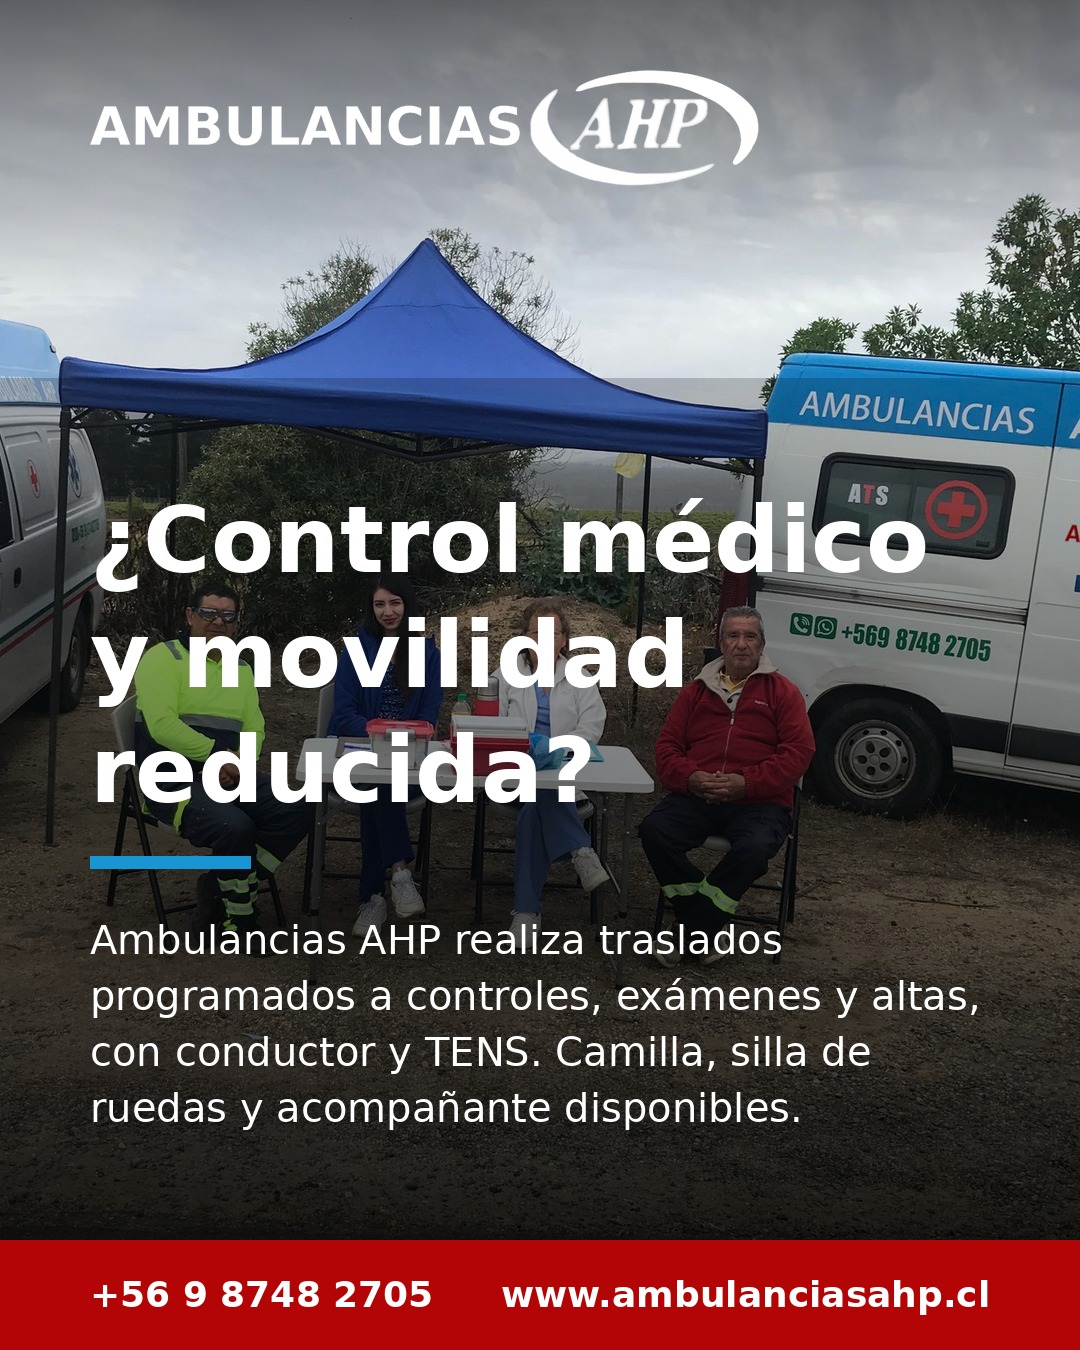 AMBULANCIAS AHP
AMBULANCIAS
ATS
+569 8748 2705
¿Control médico
y movilidad
reducida?
Ambulancias AHP realiza traslados
programados a controles, exámenes y altas,
con conductor y TENS. Camilla, silla de
ruedas y acompañante disponibles.
+56 9 8748 2705 www.ambulanciasahp.cl